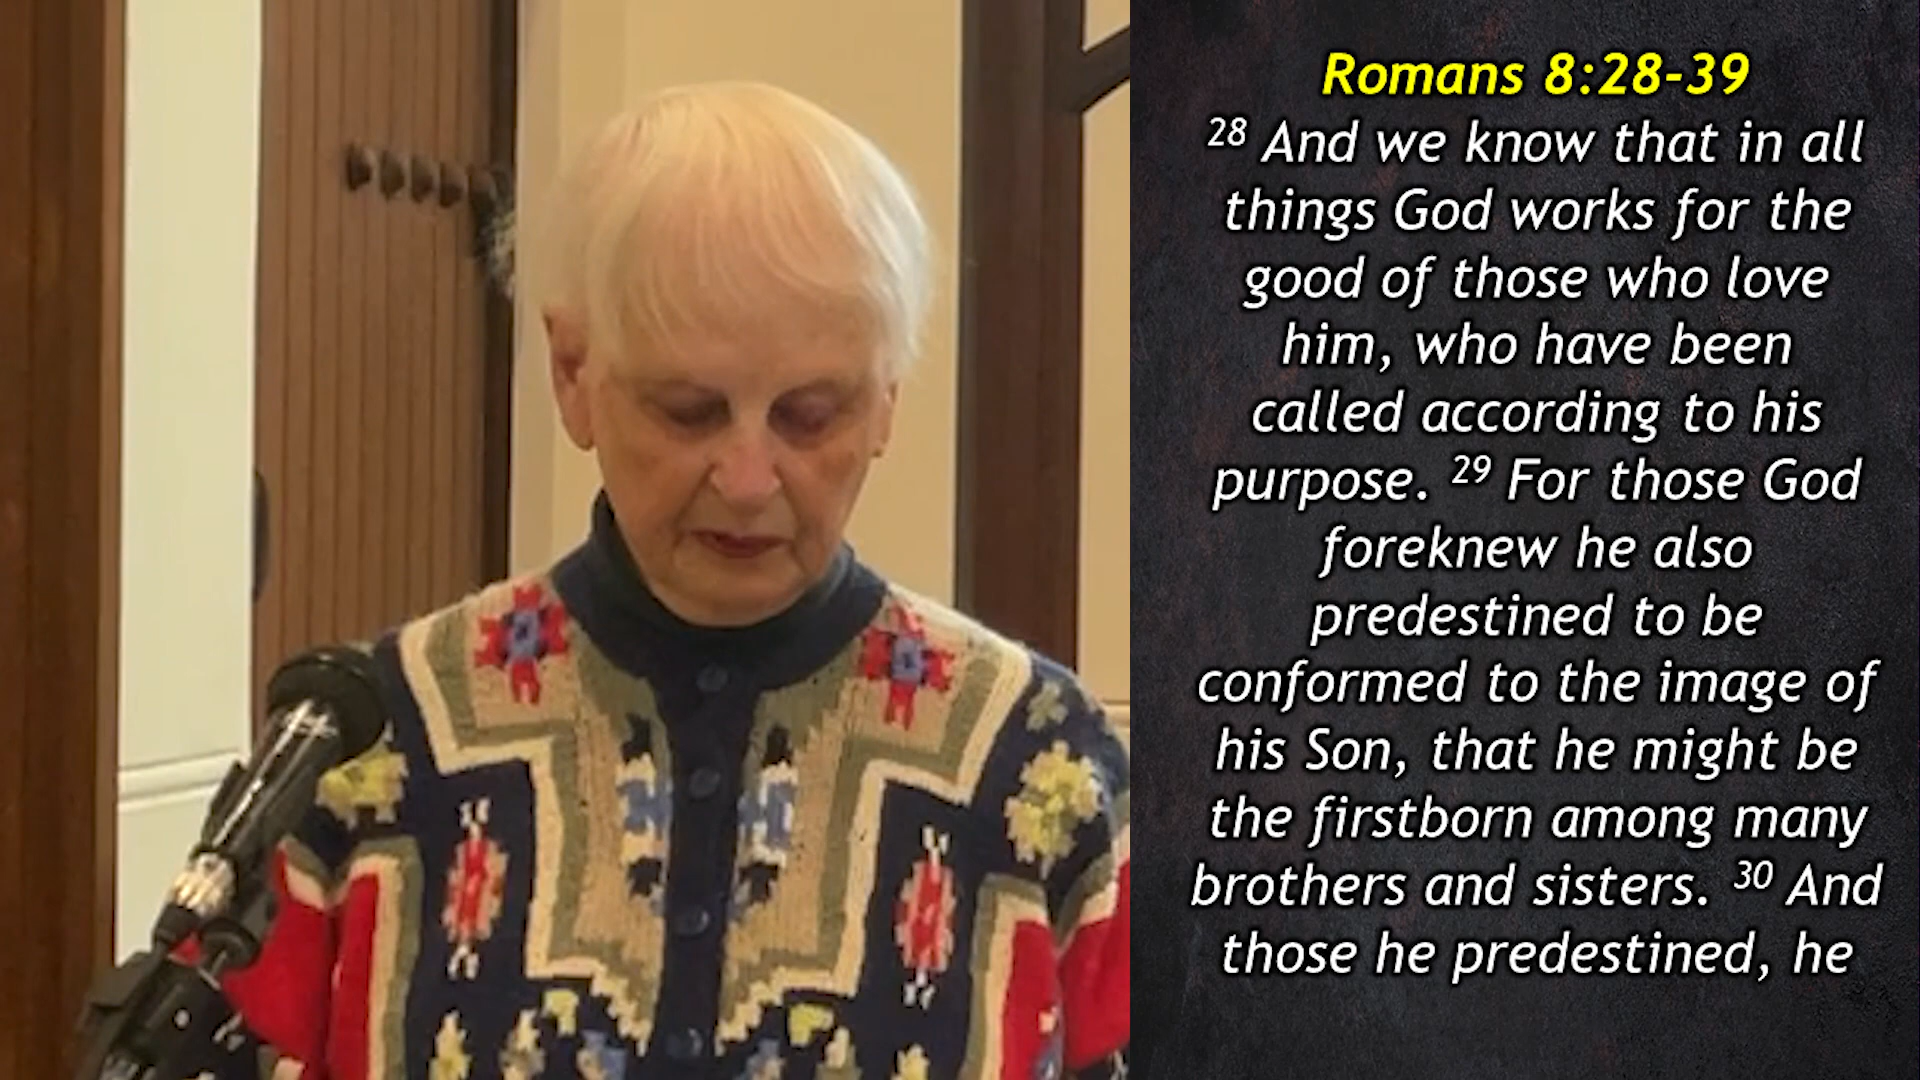 Romans 8:28-39
28 And we know that in all
things God works for the
good of those who love
him, who have been
called according to his
purpose. 29 For those God
foreknew he also
predestined to be
conformed to the image of
his Son, that he might be
the firstborn among many
brothers and sisters. 30 And
those he predestined, he